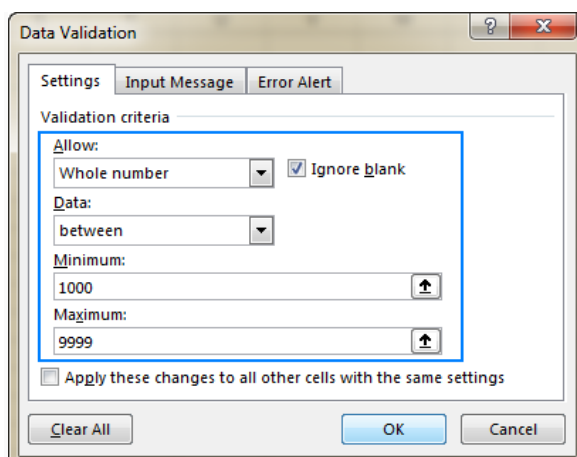 Data Validation
Settings Input Message Error Alert
Validation criteria
Allow:
Whole number Ignore blank
Data:
between
Minimum:
1000
Maximum:
9999
Apply these changes to all other cells with the same settings
Clear All OK Cancel